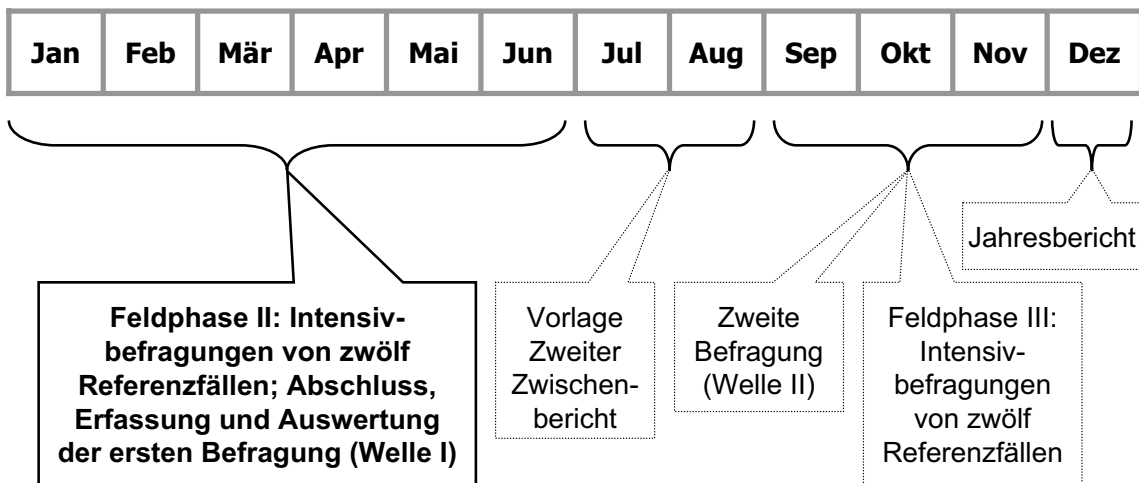 Jan Feb Mär Apr Mai Jun Jul Aug Sep Okt Nov Dez
Feldphase II: Intensiv-
befragungen von zwölf
Referenzfällen; Abschluss,
Erfassung und Auswertung
der ersten Befragung (Welle I)
Vorlage
Zweiter
Zwischen-
bericht
Zweite
Befragung
(Welle II)
Feldphase III:
Intensiv-
befragungen
von zwölf
Referenzfällen
Jahresbericht